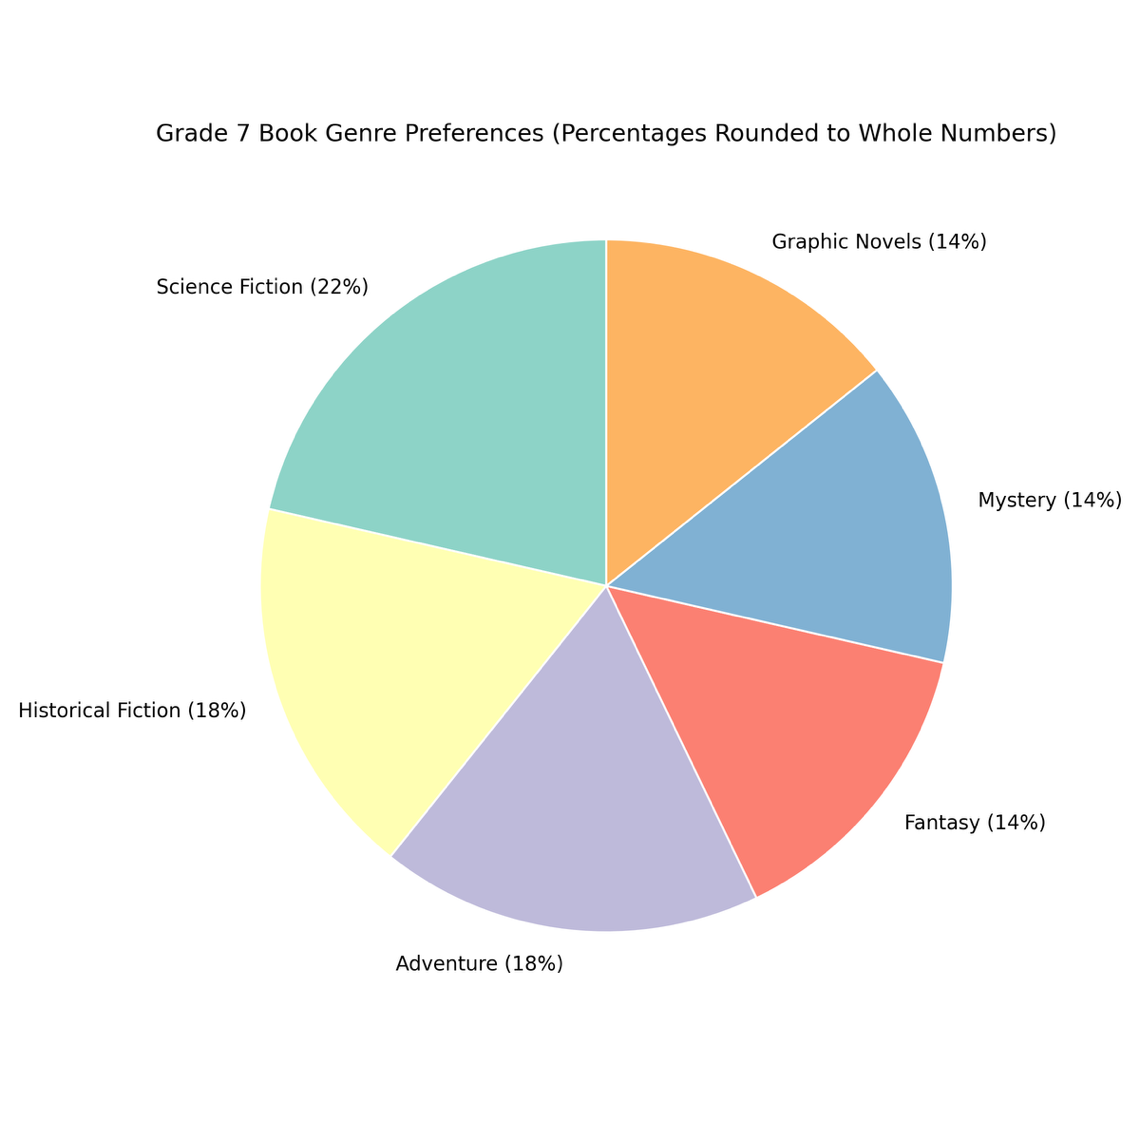 Grade 7 Book Genre Preferences (Percentages Rounded to Whole Numbers)
Graphic Novels (14%)
Science Fiction (22%)
Mystery (14%)
Historical Fiction (18%)
Fantasy (14%)
Adventure (18%)